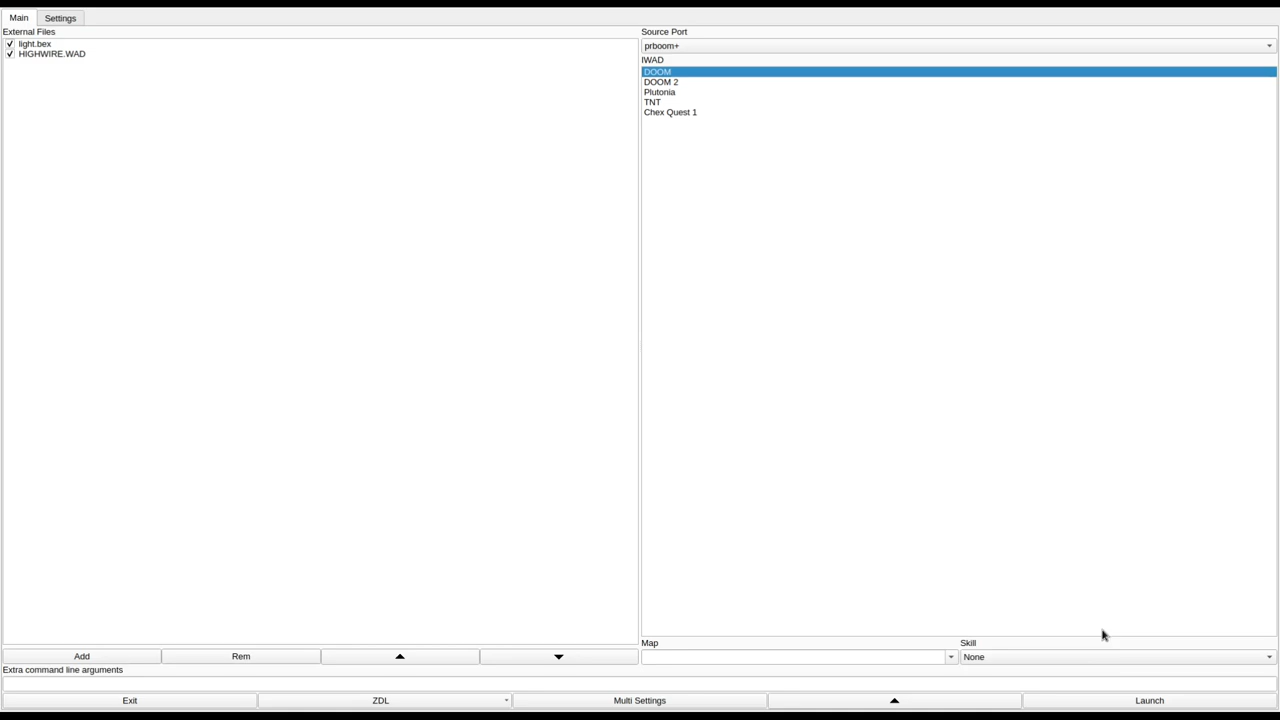 Main Settings
External Files
light.bex
HIGHWIRE.WAD
Source Port
prboom+
IWAD
DOOM
DOOM 2
Plutonia
TNT
Chex Quest 1
Add Rem
Map Skill
None
Extra command line arguments
Exit ZDL Multi Settings Launch